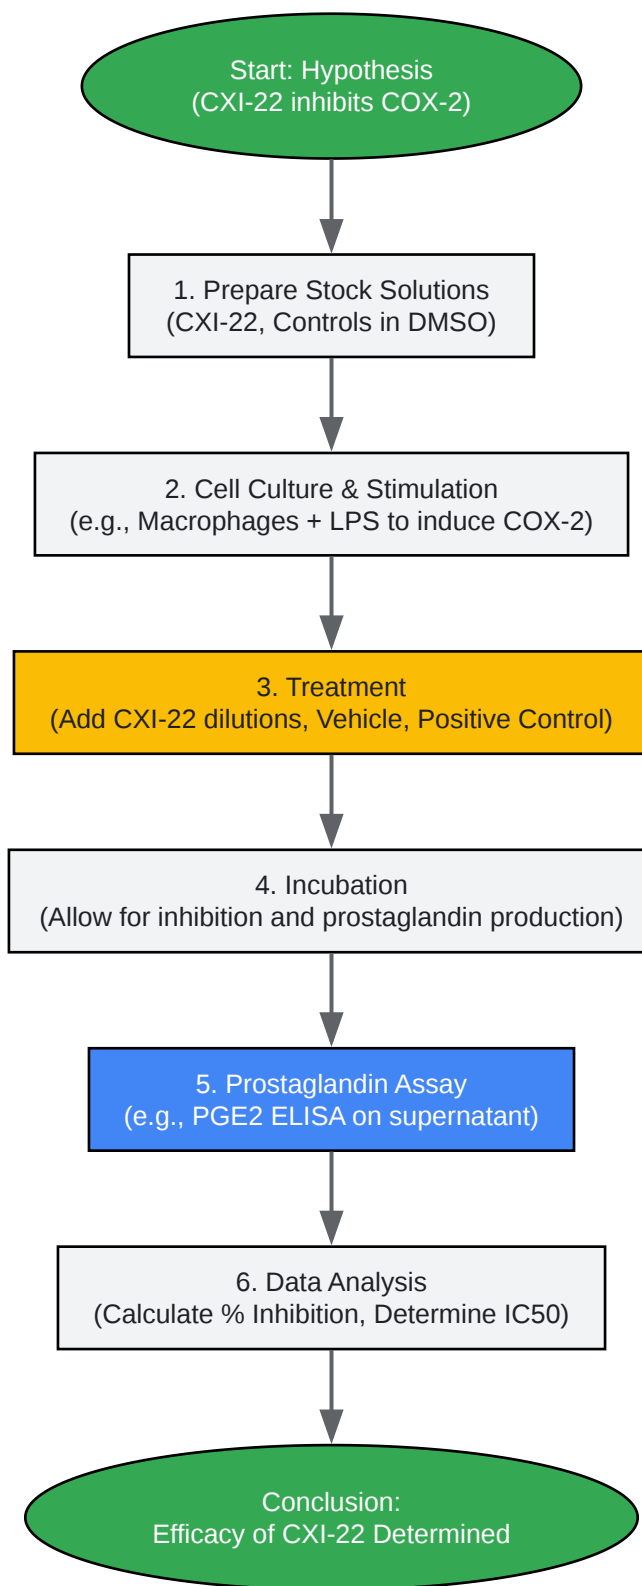 Start: Hypothesis
(CXI-22 inhibits COX-2)
1. Prepare Stock Solutions
(CXI-22, Controls in DMSO)
2. Cell Culture & Stimulation
(e.g., Macrophages + LPS to induce COX-2)
3. Treatment
(Add CXI-22 dilutions, Vehicle, Positive Control)
4. Incubation
(Allow for inhibition and prostaglandin production)
5. Prostaglandin Assay
(e.g., PGE2 ELISA on supernatant)
6. Data Analysis
(Calculate % Inhibition, Determine IC50)
Conclusion:
Efficacy of CXI-22 Determined